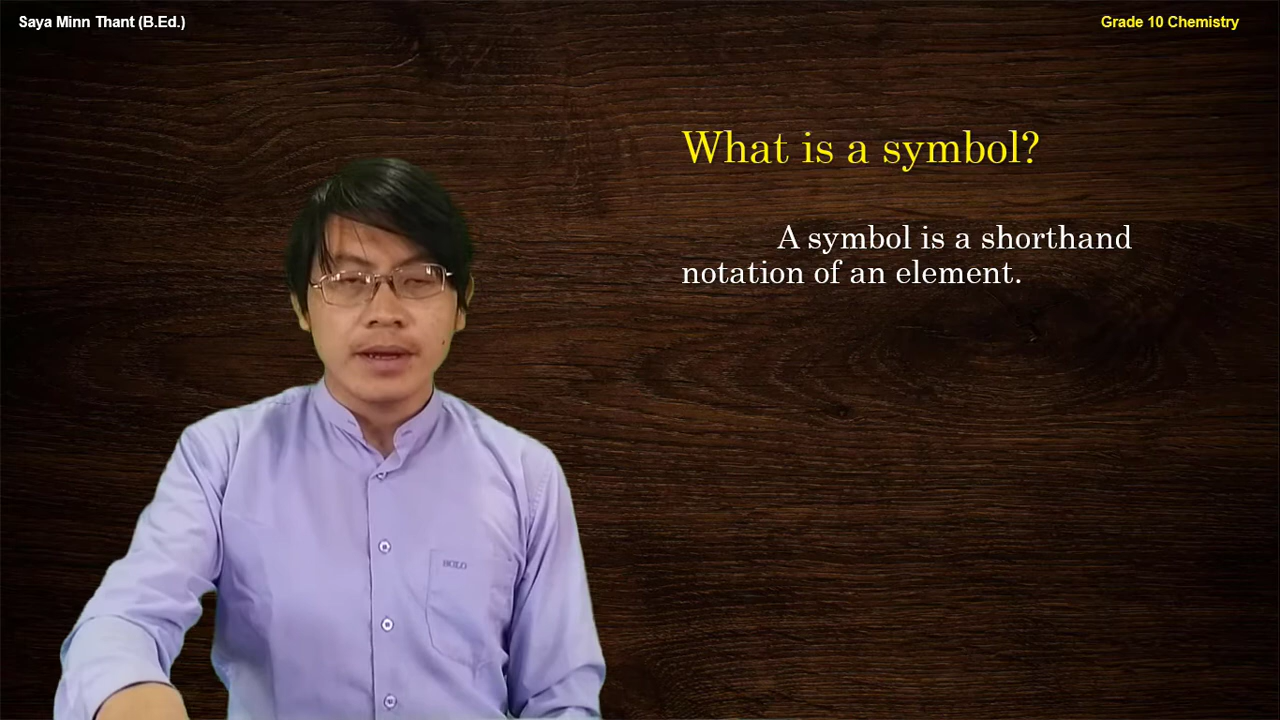 Saya Minn Thant (B.Ed.)
Grade 10 Chemistry
What is a symbol?
A symbol is a shorthand
notation of an element.